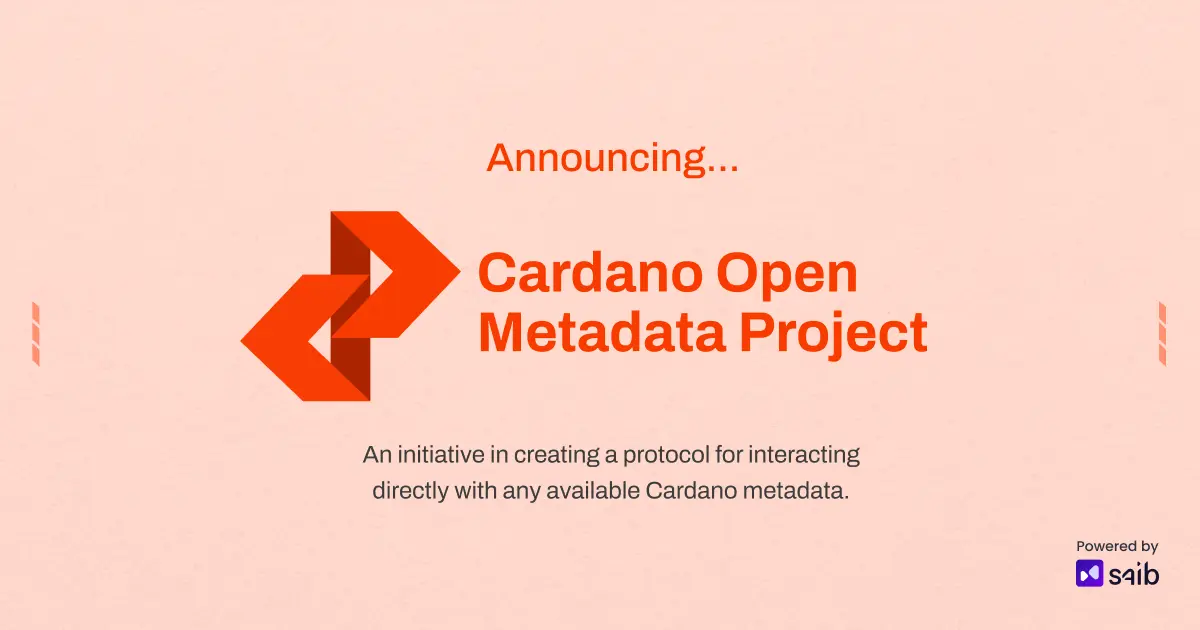 Announcing...
Cardano Open
Metadata Project
An initiative in creating a protocol for interacting
directly with any available Cardano metadata.
Powered by
saib